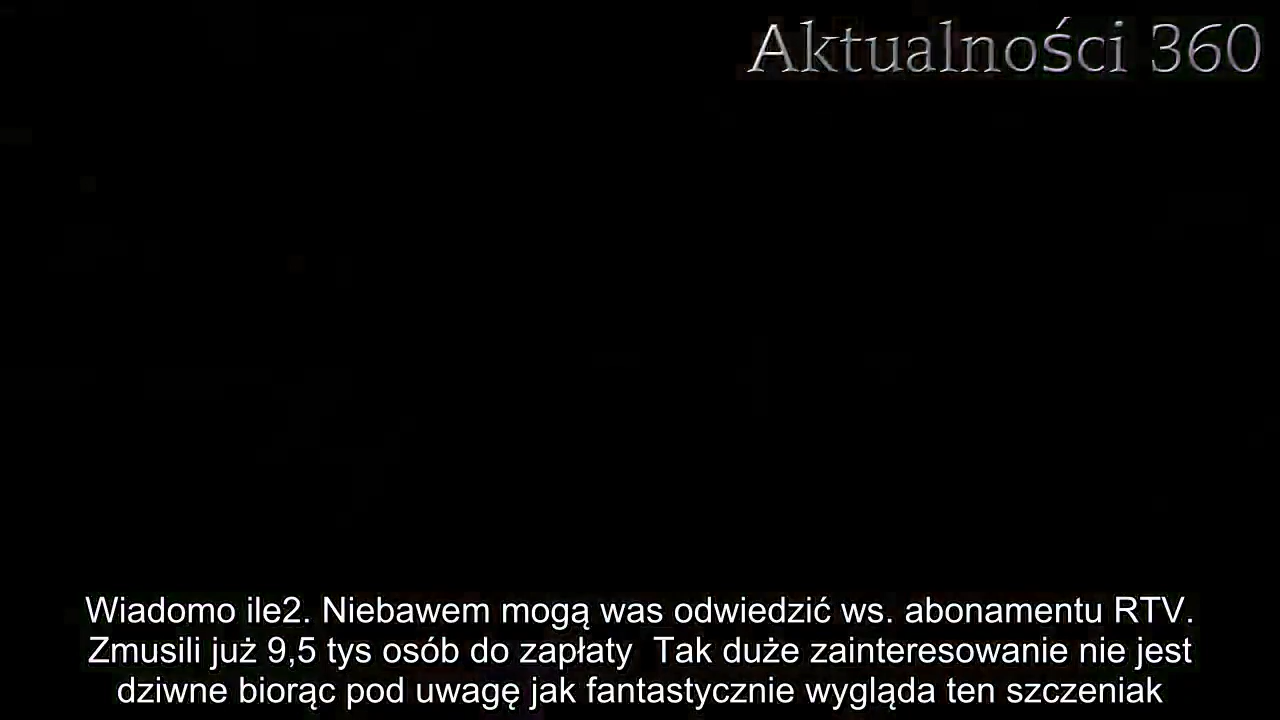 Aktualności 360
Wiadomo ile2. Niebawem mogą was odwiedzić ws. abonamentu RTV.
Zmusili już 9,5 tys osób do zapłaty  Tak duże zainteresowanie nie jest
dziwne biorąc pod uwagę jak fantastycznie wygląda ten szczeniak